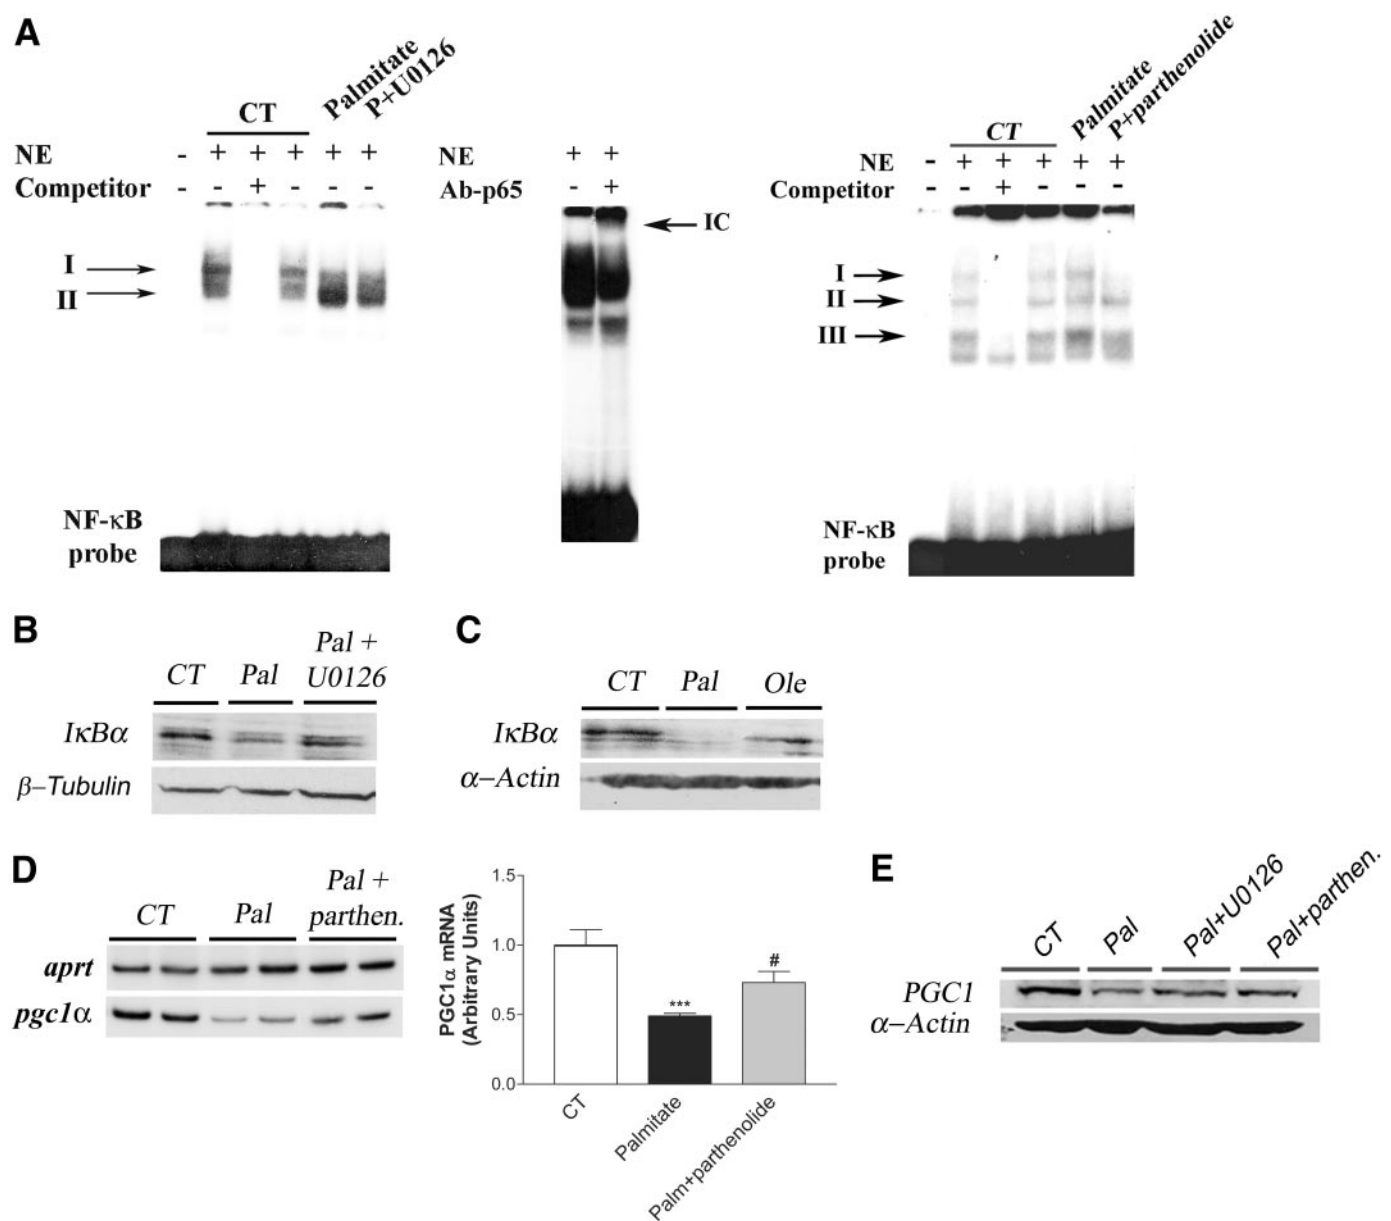 A
CT
Palmitate
P+U0126
NE - + + + + +
Competitor - - + - - -
I
II
NF-κB
probe
NE + +
Ab-p65 - +
IC
CT
Palmitate
P+parthenolide
NE - + + + + +
Competitor - - + - - -
I
II
III
NF-κB
probe
B
CT Pal Pal +
U0126
IκBα
β–Tubulin
C
CT Pal Ole
IκBα
α–Actin
D
CT Pal Pal +
parthen.
aprt
pgc1α
PGC1α mRNA
(Arbitrary Units)
1.5
1.0
0.5
0.0
***
#
CT
Palmitate
Palm+parthenolide
E
CT
Pal
Pal+U0126
Pal+parthen.
PGC1
α–Actin